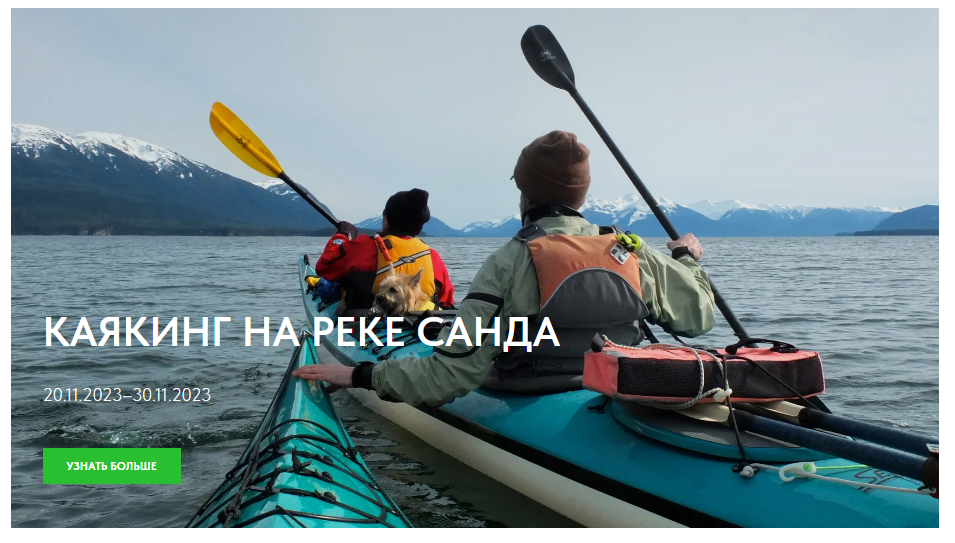 КАЯКИНГ НА РЕКЕ САНДА
20.11.2023–30.11.2023
УЗНАТЬ БОЛЬШЕ